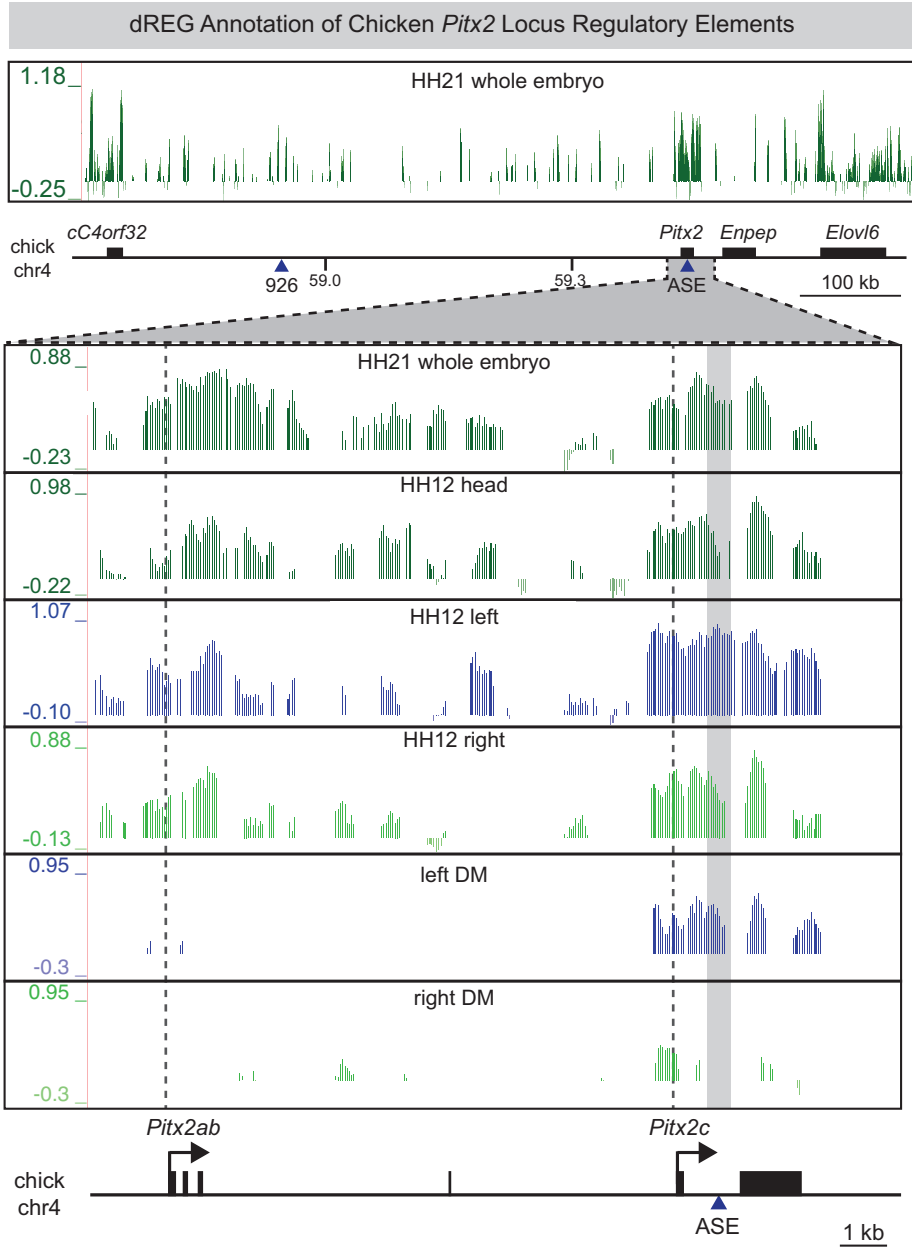 dREG Annotation of Chicken Pitx2 Locus Regulatory Elements
HH21 whole embryo
1.18
-0.25
cC4orf32
Pitx2
Enpep
Elovl6
chick
chr4
926
59.0
59.3
ASE
100 kb
HH21 whole embryo
0.88
-0.23
HH12 head
0.98
-0.22
HH12 left
1.07
-0.10
HH12 right
0.88
-0.13
left DM
0.95
-0.3
right DM
0.95
-0.3
Pitx2ab
Pitx2c
chick
chr4
ASE
1 kb